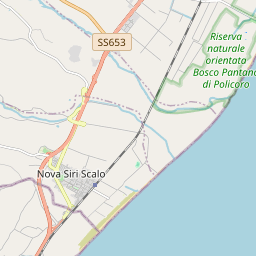 SS653
Riserva
naturale
orientata
Bosco Pantano
di Policoro
Nova Siri Scalo